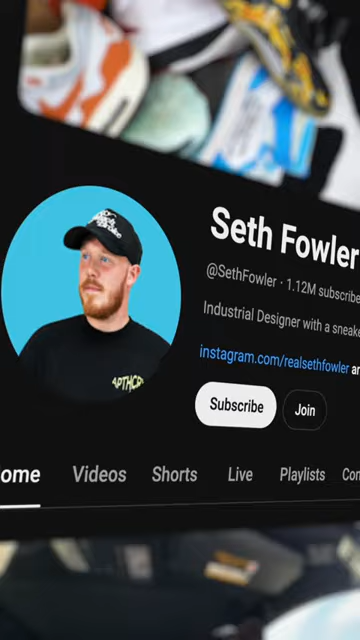 Seth Fowler
@SethFowler · 1.12M subscribe
Industrial Designer with a sneake
instagram.com/realsethfowler an
Subscribe
Join
ome
Videos
Shorts
Live
Playlists
Con